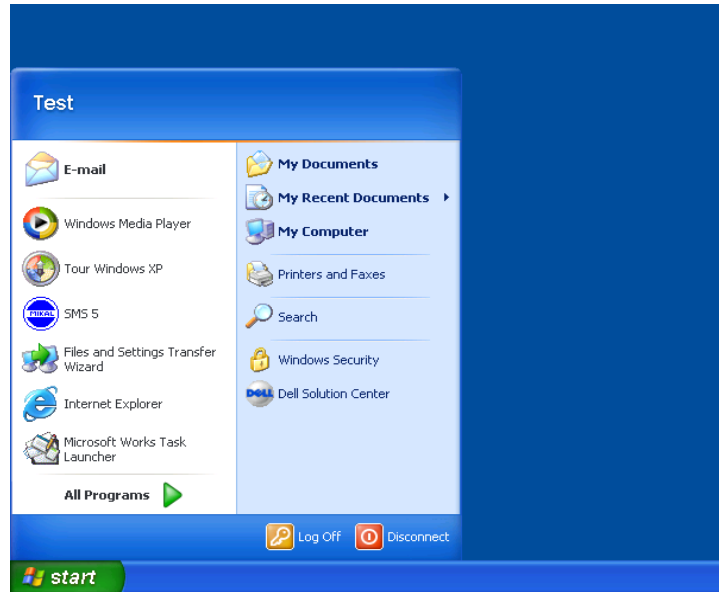 Test
E-mail
Windows Media Player
Tour Windows XP
MIKAL SMS 5
Files and Settings Transfer
Wizard
Internet Explorer
Microsoft Works Task
Launcher
All Programs
My Documents
My Recent Documents
My Computer
Printers and Faxes
Search
Windows Security
DELL Dell Solution Center
Log Off Disconnect
start